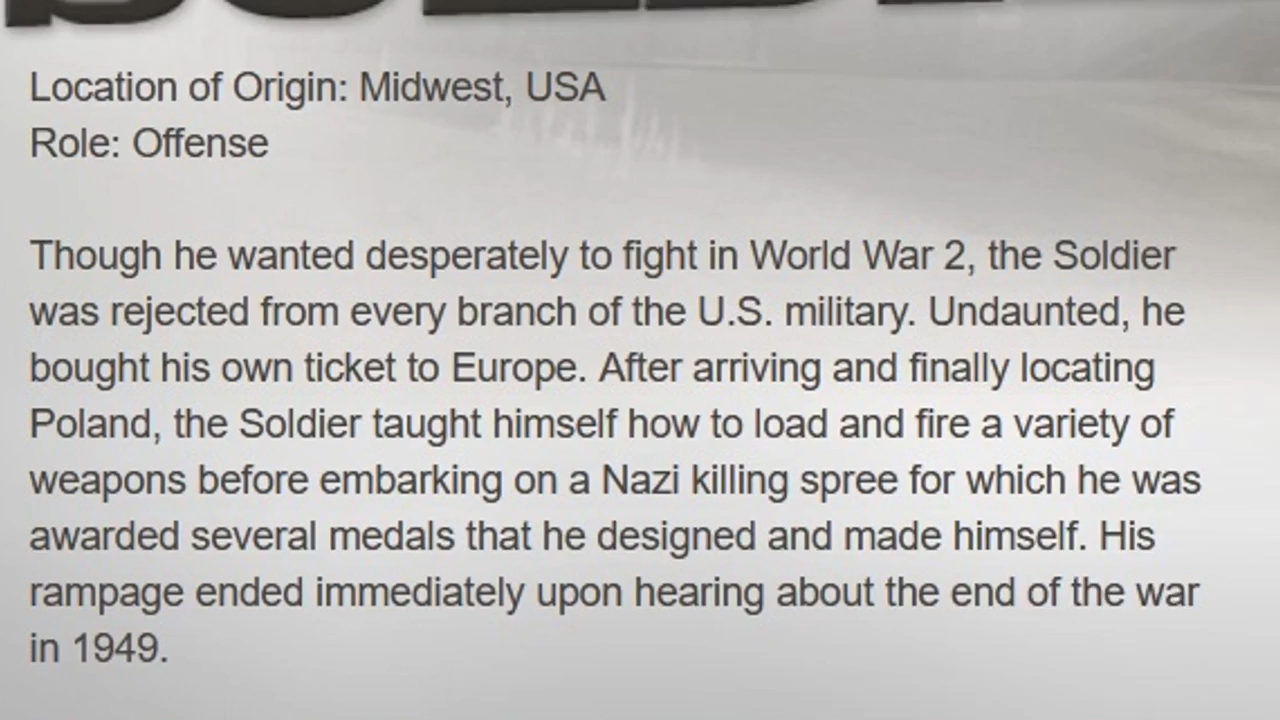 Location of Origin: Midwest, USA
Role: Offense
Though he wanted desperately to fight in World War 2, the Soldier
was rejected from every branch of the U.S. military. Undaunted, he
bought his own ticket to Europe. After arriving and finally locating
Poland, the Soldier taught himself how to load and fire a variety of
weapons before embarking on a Nazi killing spree for which he was
awarded several medals that he designed and made himself. His
rampage ended immediately upon hearing about the end of the war
in 1949.